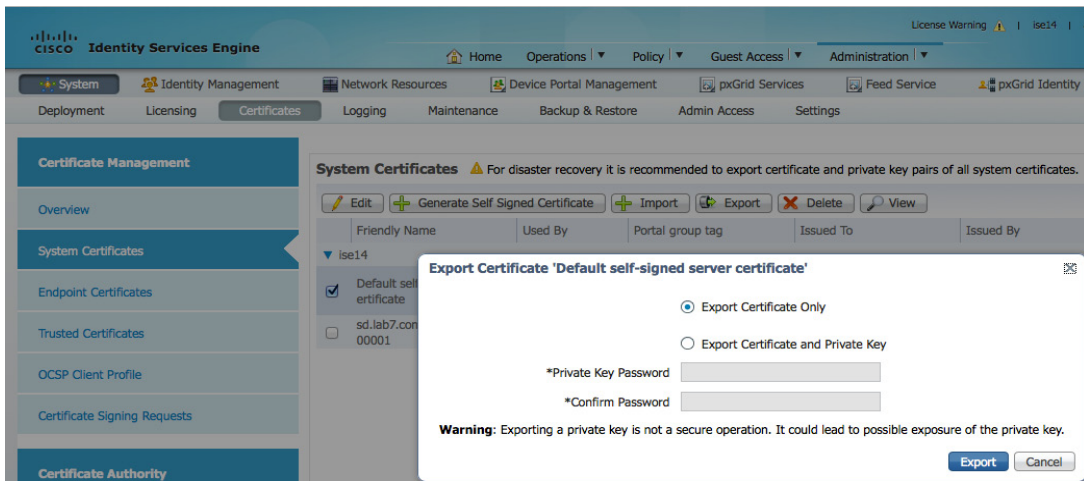 License Warning | ise14 |
CISCO Identity Services Engine
Home Operations Policy Guest Access Administration
System Identity Management Network Resources Device Portal Management pxGrid Services Feed Service pxGrid Identity
Deployment Licensing Certificates Logging Maintenance Backup & Restore Admin Access Settings
Certificate Management
Overview
System Certificates
Endpoint Certificates
Trusted Certificates
OCSP Client Profile
Certificate Signing Requests
Certificate Authority
System Certificates For disaster recovery it is recommended to export certificate and private key pairs of all system certificates.
Edit Generate Self Signed Certificate Import Export Delete View
Friendly Name Used By Portal group tag Issued To Issued By
ise14
Default self
ertificate
sd.lab7.con
00001
Export Certificate 'Default self-signed server certificate'
Export Certificate Only
Export Certificate and Private Key
*Private Key Password
*Confirm Password
Warning: Exporting a private key is not a secure operation. It could lead to possible exposure of the private key.
Export Cancel